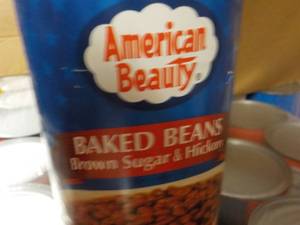 American
Beauty®
BAKED BEANS
Brown Sugar & Hickory